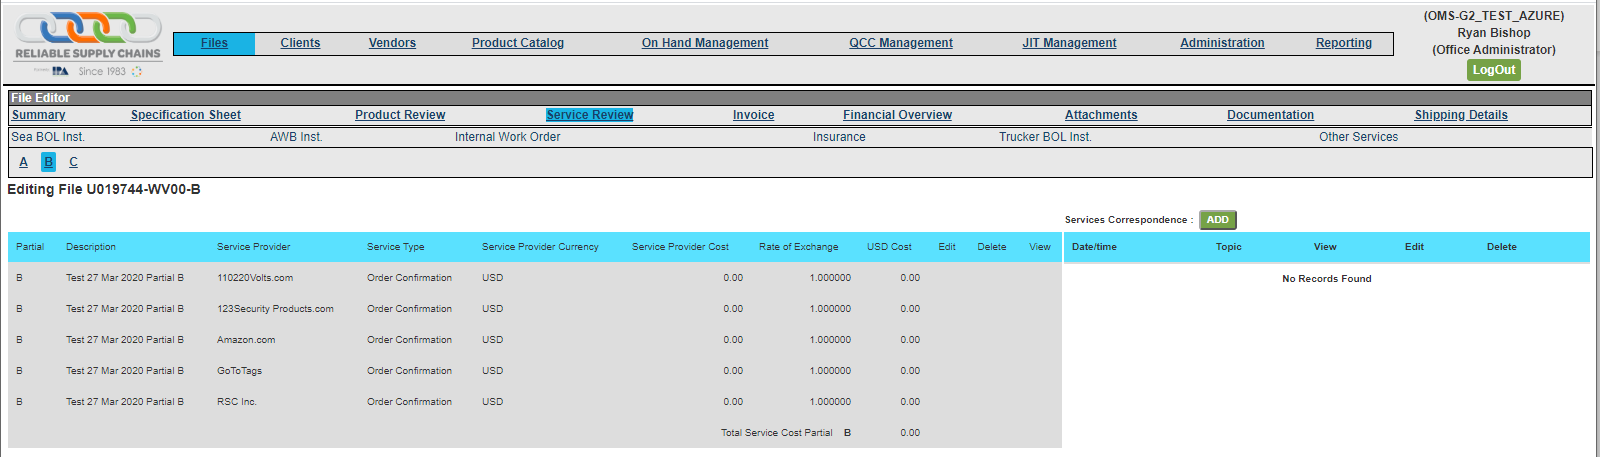 RELIABLE SUPPLY CHAINS
IPA Since 1983
Files Clients Vendors Product Catalog On Hand Management QCC Management JIT Management Administration Reporting
(OMS-G2_TEST_AZURE)
Ryan Bishop
(Office Administrator)
LogOut
File Editor
Summary Specification Sheet Product Review Service Review Invoice Financial Overview Attachments Documentation Shipping Details
Sea BOL Inst. AWB Inst. Internal Work Order Insurance Trucker BOL Inst. Other Services
A B C
Editing File U019744-WV00-B
Services Correspondence : ADD
Partial Description Service Provider Service Type Service Provider Currency Service Provider Cost Rate of Exchange USD Cost Edit Delete View
B Test 27 Mar 2020 Partial B 110220Volts.com Order Confirmation USD 0.00 1.000000 0.00
B Test 27 Mar 2020 Partial B 123Security Products.com Order Confirmation USD 0.00 1.000000 0.00
B Test 27 Mar 2020 Partial B Amazon.com Order Confirmation USD 0.00 1.000000 0.00
B Test 27 Mar 2020 Partial B GoToTags Order Confirmation USD 0.00 1.000000 0.00
B Test 27 Mar 2020 Partial B RSC Inc. Order Confirmation USD 0.00 1.000000 0.00
Total Service Cost Partial B 0.00
Date/time Topic View Edit Delete
No Records Found